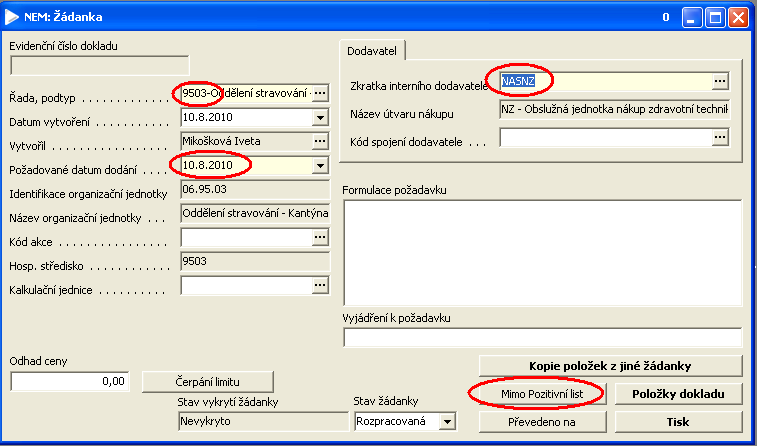 NEM: Žádanka
0
Evidenční číslo dokladu
Řada, podtyp . . . . . . . . . . . . . 9503-Oddělení stravování - ...
Datum vytvoření . . . . . . . . . . . 10.8.2010
Vytvořil . . . . . . . . . . . . . . . . . . Mikošková Iveta ...
Požadované datum dodání . . . . 10.8.2010
Identifikace organizační jednotky 06.95.03
Název organizační jednotky . . . Oddělení stravování - Kantýna
Kód akce . . . . . . . . . . . . . . . . ...
Hosp. středisko . . . . . . . . . . . . 9503
Kalkulační jednice . . . . . . . . . . ...
Dodavatel
Zkratka interního dodavatele NASNZ ...
Název útvaru nákupu NZ - Obslužná jednotka nákup zdravotní technik
Kód spojení dodavatele . . . ...
Formulace požadavku
Vyjádření k požadavku
Odhad ceny
0,00
Čerpání limitu
Stav vykrytí žádanky
Nevykryto
Stav žádanky
Rozpracovaná
Kopie položek z jiné žádanky
Mimo Pozitivní list
Položky dokladu
Převedeno na
Tisk